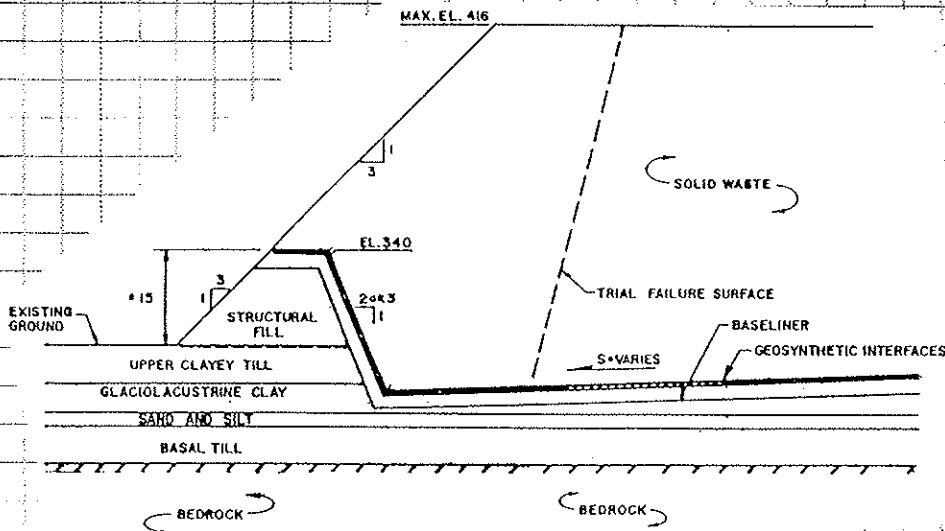 MAX. EL. 416
1
3
SOLID WASTE
EL. 340
3
1
2 OR 3
1
TRIAL FAILURE SURFACE
EXISTING
GROUND
STRUCTURAL
FILL
BASELINER
S=VARIES
GEOSYNTHETIC INTERFACES
UPPER CLAYEY TILL
GLACIOLACUSTRINE CLAY
SAND AND SILT
BASAL TILL
BEDROCK
BEDROCK